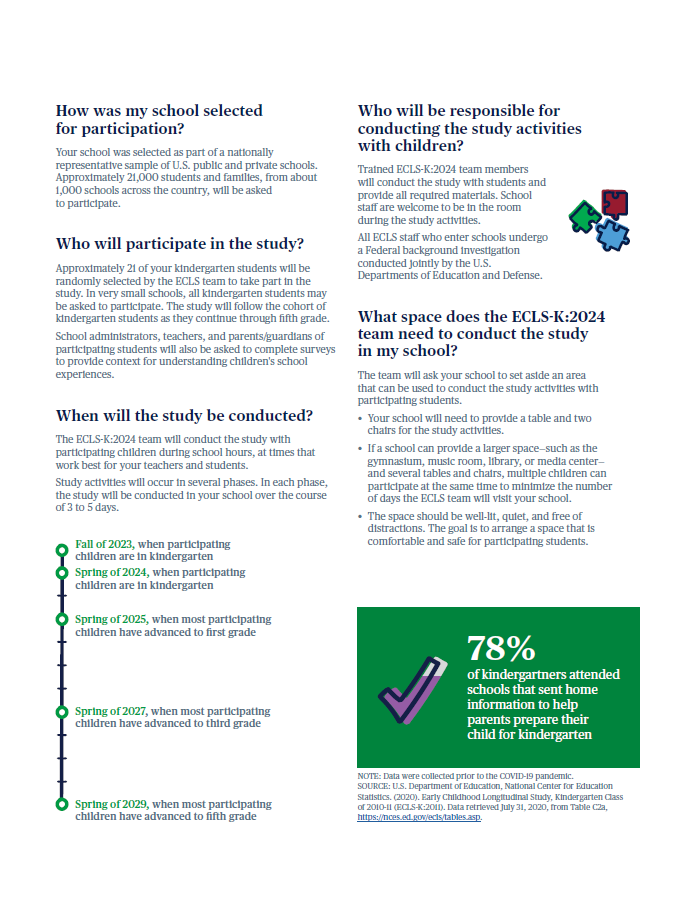 How was my school selected
for participation?
Your school was selected as part of a nationally
representative sample of U.S. public and private schools.
Approximately 21,000 students and families, from about
1,000 schools across the country, will be asked
to participate.
Who will participate in the study?
Approximately 21 of your kindergarten students will be
randomly selected by the ECLS team to take part in the
study. In very small schools, all kindergarten students may
be asked to participate. The study will follow the cohort of
kindergarten students as they continue through fifth grade.
School administrators, teachers, and parents/guardians of
participating students will also be asked to complete surveys
to provide context for understanding children's school
experiences.
When will the study be conducted?
The ECLS-K:2024 team will conduct the study with
participating children during school hours, at times that
work best for your teachers and students.
Study activities will occur in several phases. In each phase,
the study will be conducted in your school over the course
of 3 to 5 days.
Fall of 2023, when participating
children are in kindergarten
Spring of 2024, when participating
children are in kindergarten
Spring of 2025, when most participating
children have advanced to first grade
Spring of 2027, when most participating
children have advanced to third grade
Spring of 2029, when most participating
children have advanced to fifth grade
Who will be responsible for
conducting the study activities
with children?
Trained ECLS-K:2024 team members
will conduct the study with students and
provide all required materials. School
staff are welcome to be in the room
during the study activities.
All ECLS staff who enter schools undergo
a Federal background investigation
conducted jointly by the U.S.
Departments of Education and Defense.
What space does the ECLS-K:2024
team need to conduct the study
in my school?
The team will ask your school to set aside an area
that can be used to conduct the study activities with
participating students.
• Your school will need to provide a table and two
chairs for the study activities.
• If a school can provide a larger space—such as the
gymnasium, music room, library, or media center—
and several tables and chairs, multiple children can
participate at the same time to minimize the number
of days the ECLS team will visit your school.
• The space should be well-lit, quiet, and free of
distractions. The goal is to arrange a space that is
comfortable and safe for participating students.
78%
of kindergartners attended
schools that sent home
information to help
parents prepare their
child for kindergarten
NOTE: Data were collected prior to the COVID-19 pandemic.
SOURCE: U.S. Department of Education, National Center for Education
Statistics. (2020). Early Childhood Longitudinal Study, Kindergarten Class
of 2010-11 (ECLS-K:2011). Data retrieved July 31, 2020, from Table C2a,
https://nces.ed.gov/ecls/tables.asp.